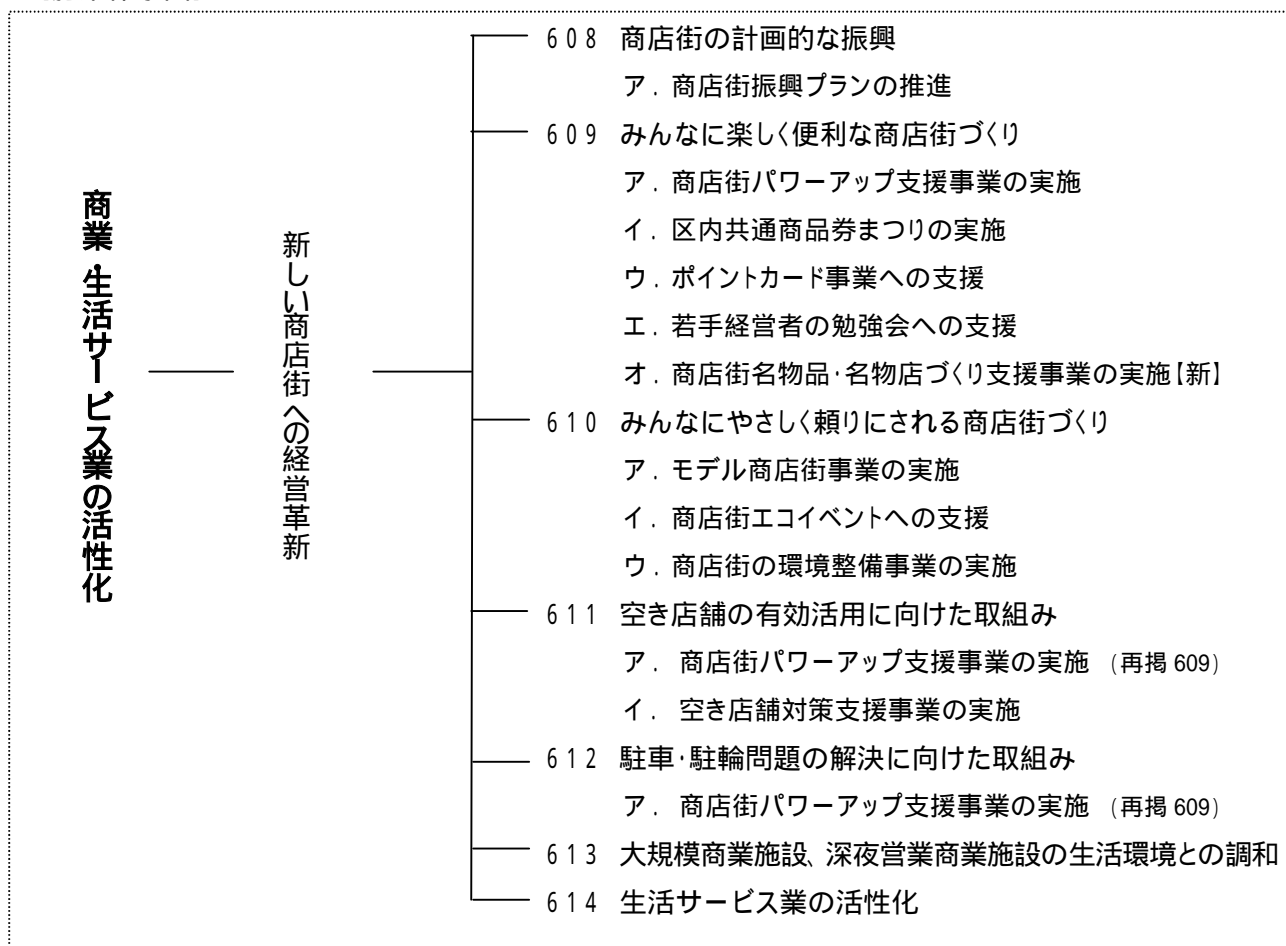 商業・生活サービス業の活性化
新しい商店街への経営革新
608 商店街の計画的な振興
ア．商店街振興プランの推進
609 みんなに楽しく便利な商店街づくり
ア．商店街パワーアップ支援事業の実施
イ．区内共通商品券まつりの実施
ウ．ポイントカード事業への支援
エ．若手経営者の勉強会への支援
オ．商店街名物品・名物店づくり支援事業の実施【新】
610 みんなにやさしく頼りにされる商店街づくり
ア．モデル商店街事業の実施
イ．商店街エコイベントへの支援
ウ．商店街の環境整備事業の実施
611 空き店舗の有効活用に向けた取組み
ア． 商店街パワーアップ支援事業の実施 (再掲 609)
イ． 空き店舗対策支援事業の実施
612 駐車・駐輪問題の解決に向けた取組み
ア． 商店街パワーアップ支援事業の実施 (再掲 609)
613 大規模商業施設、深夜営業商業施設の生活環境との調和
614 生活サービス業の活性化